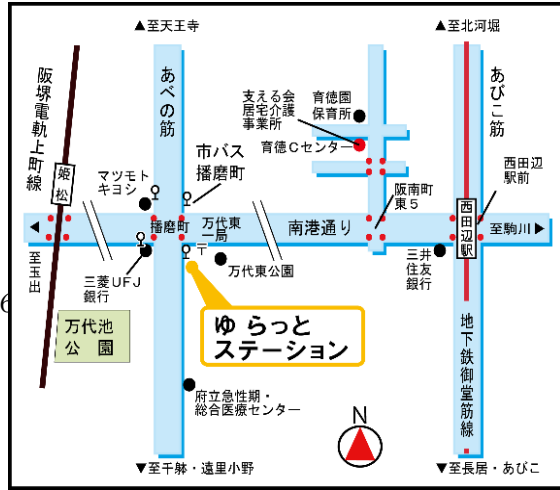 ▲至天王寺
▲至北河堀
阪堺電軌上町線
あべの筋
あびこ筋
支える会
居宅介護
事業所
育徳園
保育所
育徳Cセンター
市バス
播磨町
マツモト
キヨシ
姫松
西田辺
駅前
阪南町
東5
◀
播磨町
万代東
一局
〒
南港通り
西田辺駅
至駒川▶
至玉出
三菱UFJ
銀行
万代東公園
三井
住友
銀行
6
万代池
公園
ゆらっと
ステーション
地下鉄御堂筋線
府立急性期・
総合医療センター
N
▼至千躰・遠里小野
▼至長居・あびこ